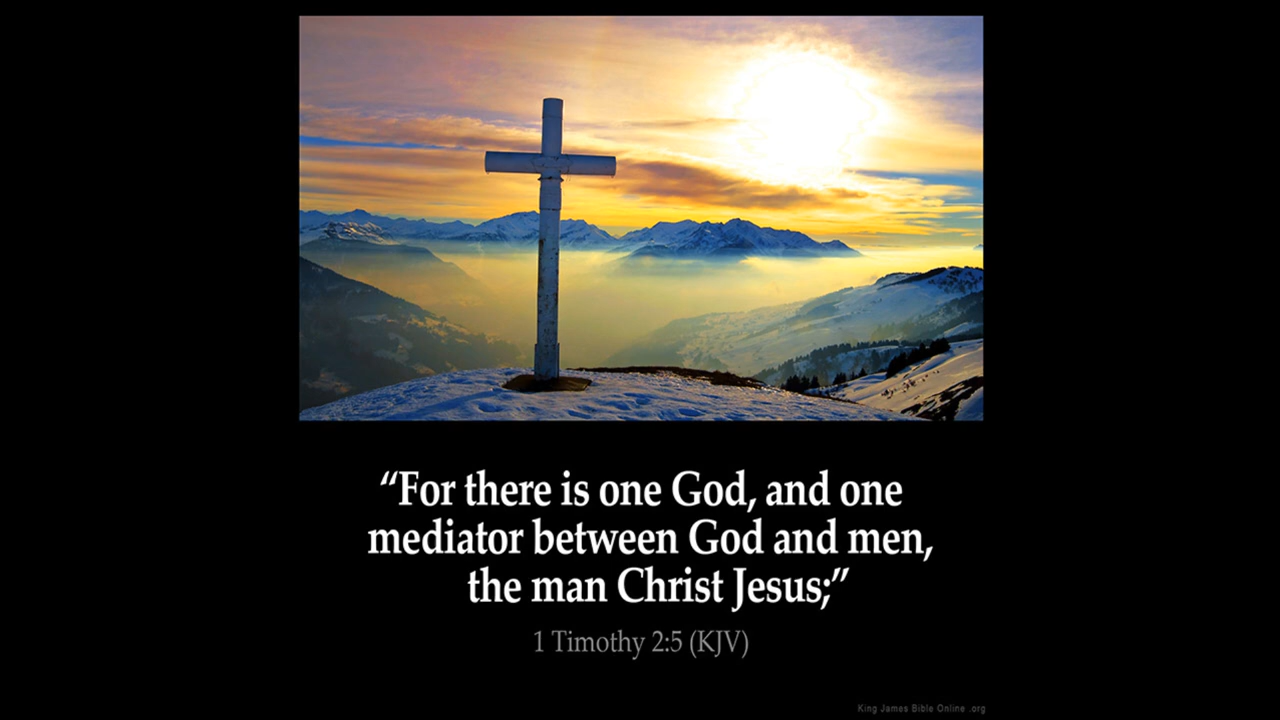 “For there is one God, and one
mediator between God and men,
the man Christ Jesus;”
1 Timothy 2:5 (KJV)
King James Bible Online .org